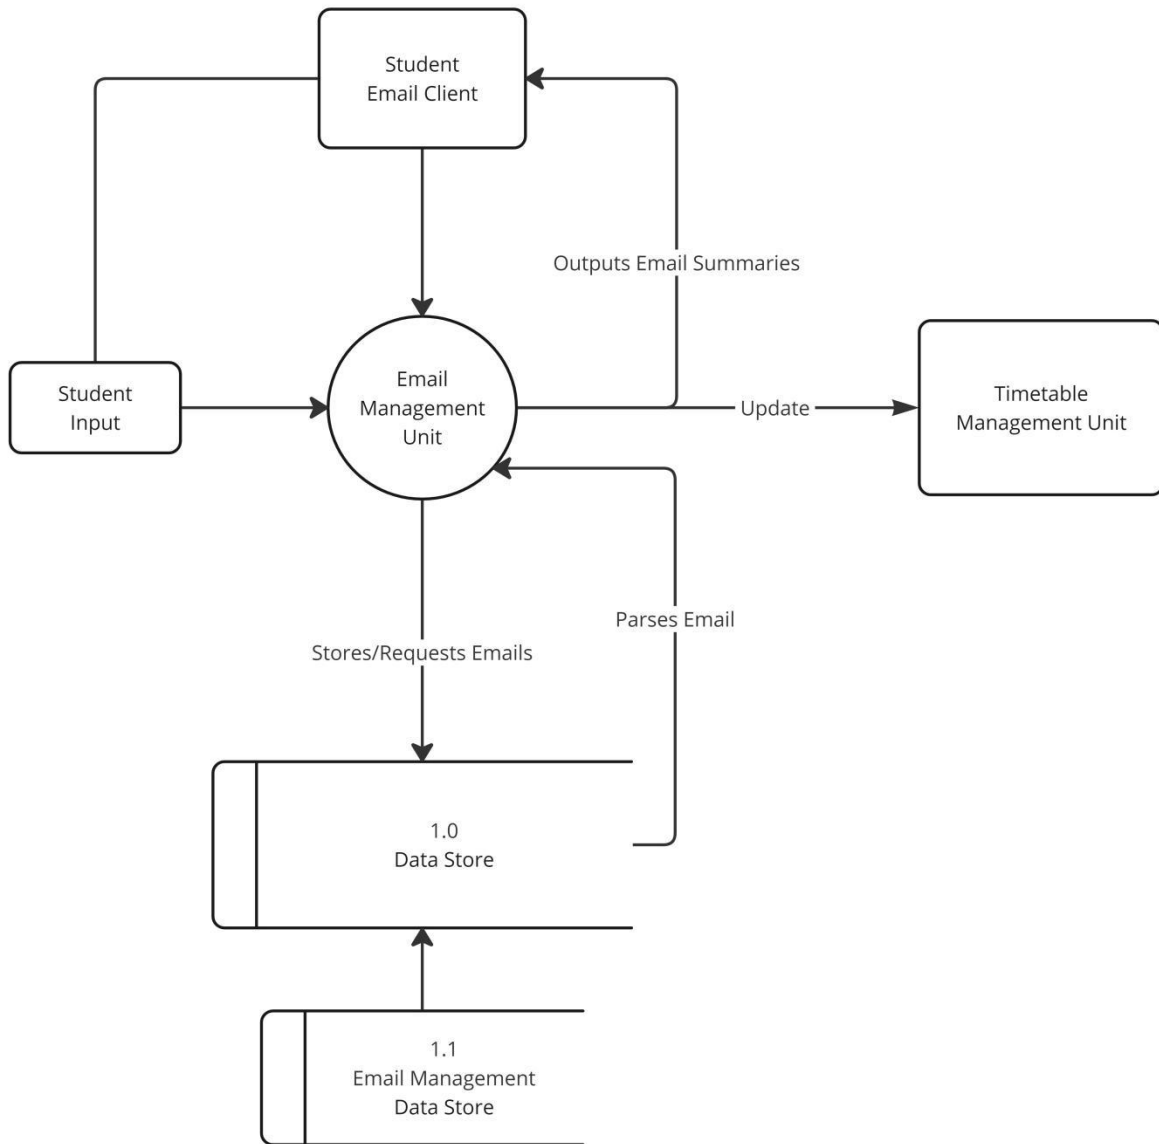 Student
Email Client
Outputs Email Summaries
Student
Input
Email
Management
Unit
Update
Timetable
Management Unit
Parses Email
Stores/Requests Emails
1.0
Data Store
1.1
Email Management
Data Store